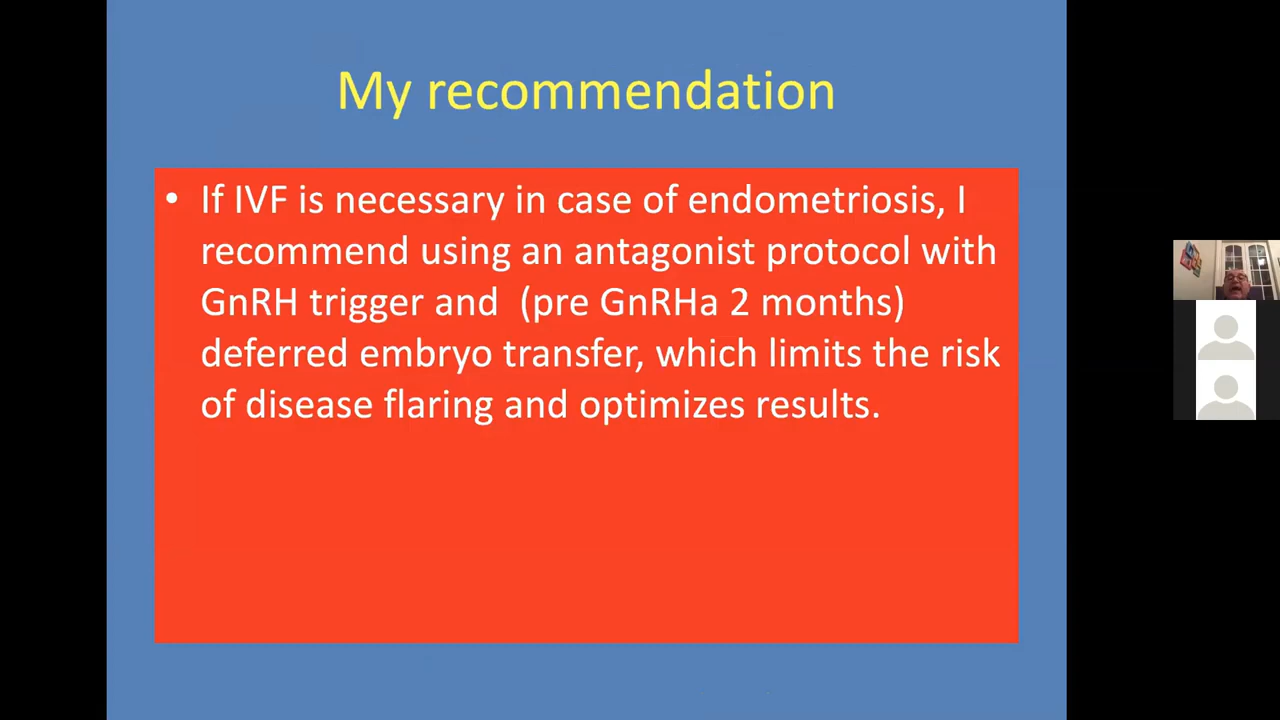 My recommendation
• If IVF is necessary in case of endometriosis, I
recommend using an antagonist protocol with
GnRH trigger and  (pre GnRHa 2 months)
deferred embryo transfer, which limits the risk
of disease flaring and optimizes results.